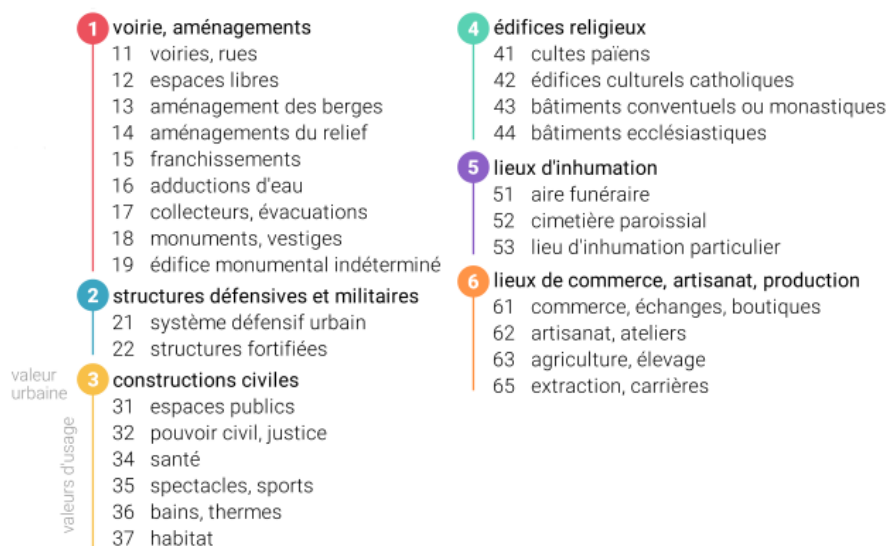 1 voirie, aménagements
11 voiries, rues
12 espaces libres
13 aménagement des berges
14 aménagements du relief
15 franchissements
16 adductions d'eau
17 collecteurs, évacuations
18 monuments, vestiges
19 édifice monumental indéterminé
2 structures défensives et militaires
21 système défensif urbain
22 structures fortifiées
valeur
urbaine
3 constructions civiles
valeurs d'usage
31 espaces publics
32 pouvoir civil, justice
34 santé
35 spectacles, sports
36 bains, thermes
37 habitat
4 édifices religieux
41 cultes païens
42 édifices culturels catholiques
43 bâtiments conventuels ou monastiques
44 bâtiments ecclésiastiques
5 lieux d'inhumation
51 aire funéraire
52 cimetière paroissial
53 lieu d'inhumation particulier
6 lieux de commerce, artisanat, production
61 commerce, échanges, boutiques
62 artisanat, ateliers
63 agriculture, élevage
65 extraction, carrières